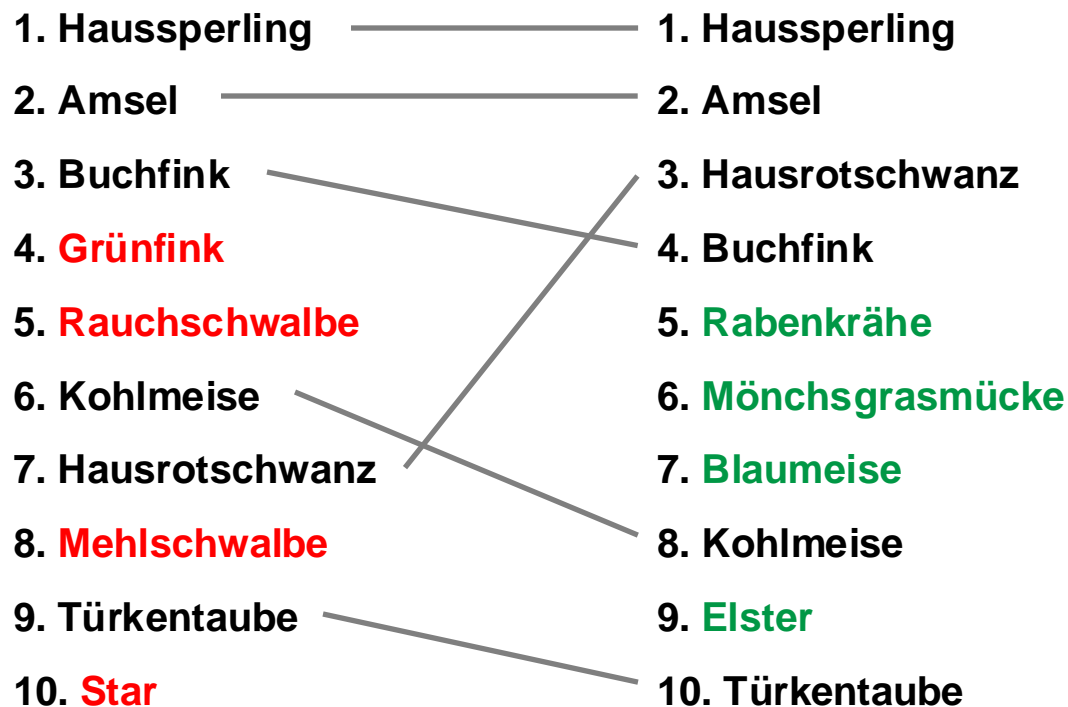 1. Haussperling
2. Amsel
3. Buchfink
4. Grünfink
5. Rauchschwalbe
6. Kohlmeise
7. Hausrotschwanz
8. Mehlschwalbe
9. Türkentaube
10. Star
1. Haussperling
2. Amsel
3. Hausrotschwanz
4. Buchfink
5. Rabenkrähe
6. Mönchsgrasmücke
7. Blaumeise
8. Kohlmeise
9. Elster
10. Türkentaube